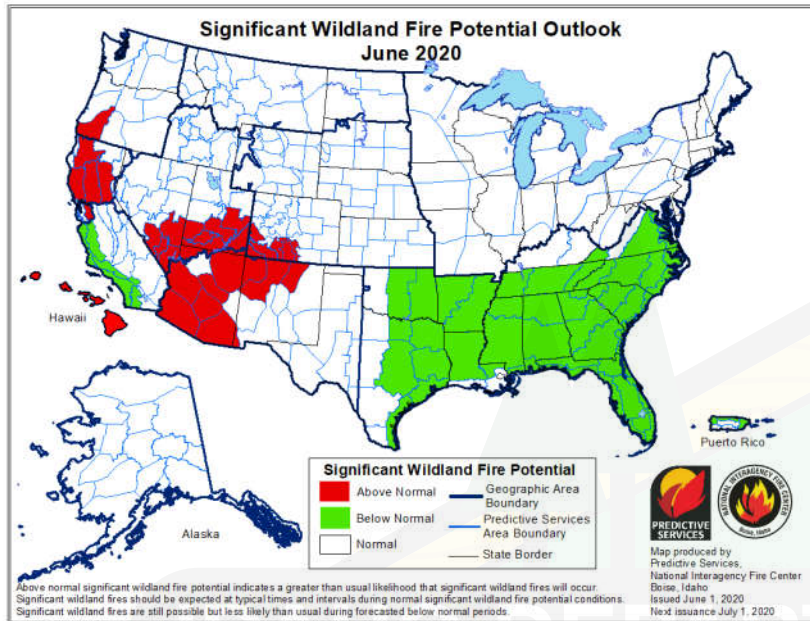 Significant Wildland Fire Potential Outlook
June 2020
Hawaii
Alaska
Puerto Rico
Significant Wildland Fire Potential
Above Normal
Below Normal
Normal
Geographic Area
Boundary
Predictive Services
Area Boundary
State Border
PREDICTIVE
SERVICES
NATIONAL INTERAGENCY FIRE CENTER
Boise, Idaho
Map produced by
Predictive Services,
National Interagency Fire Center
Boise, Idaho
Issued June 1, 2020
Next issuance July 1, 2020
Above normal significant wildland fire potential indicates a greater than usual likelihood that significant wildland fires will occur.
Significant wildland fires should be expected at typical times and intervals during normal significant wildland fire potential conditions.
Significant wildland fires are still possible but less likely than usual during forecasted below normal periods.